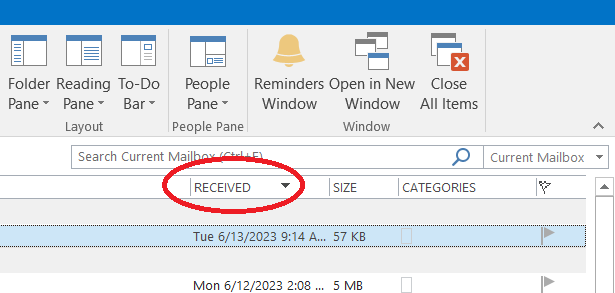 Folder Pane
Reading Pane
To-Do Bar
People Pane
Reminders Window
Open in New Window
Close All Items
Layout
People Pane
Window
Search Current Mailbox (Ctrl+E)
Current Mailbox
RECEIVED SIZE CATEGORIES
Tue 6/13/2023 9:14 A... 57 KB
Mon 6/12/2023 2:08 ... 5 MB